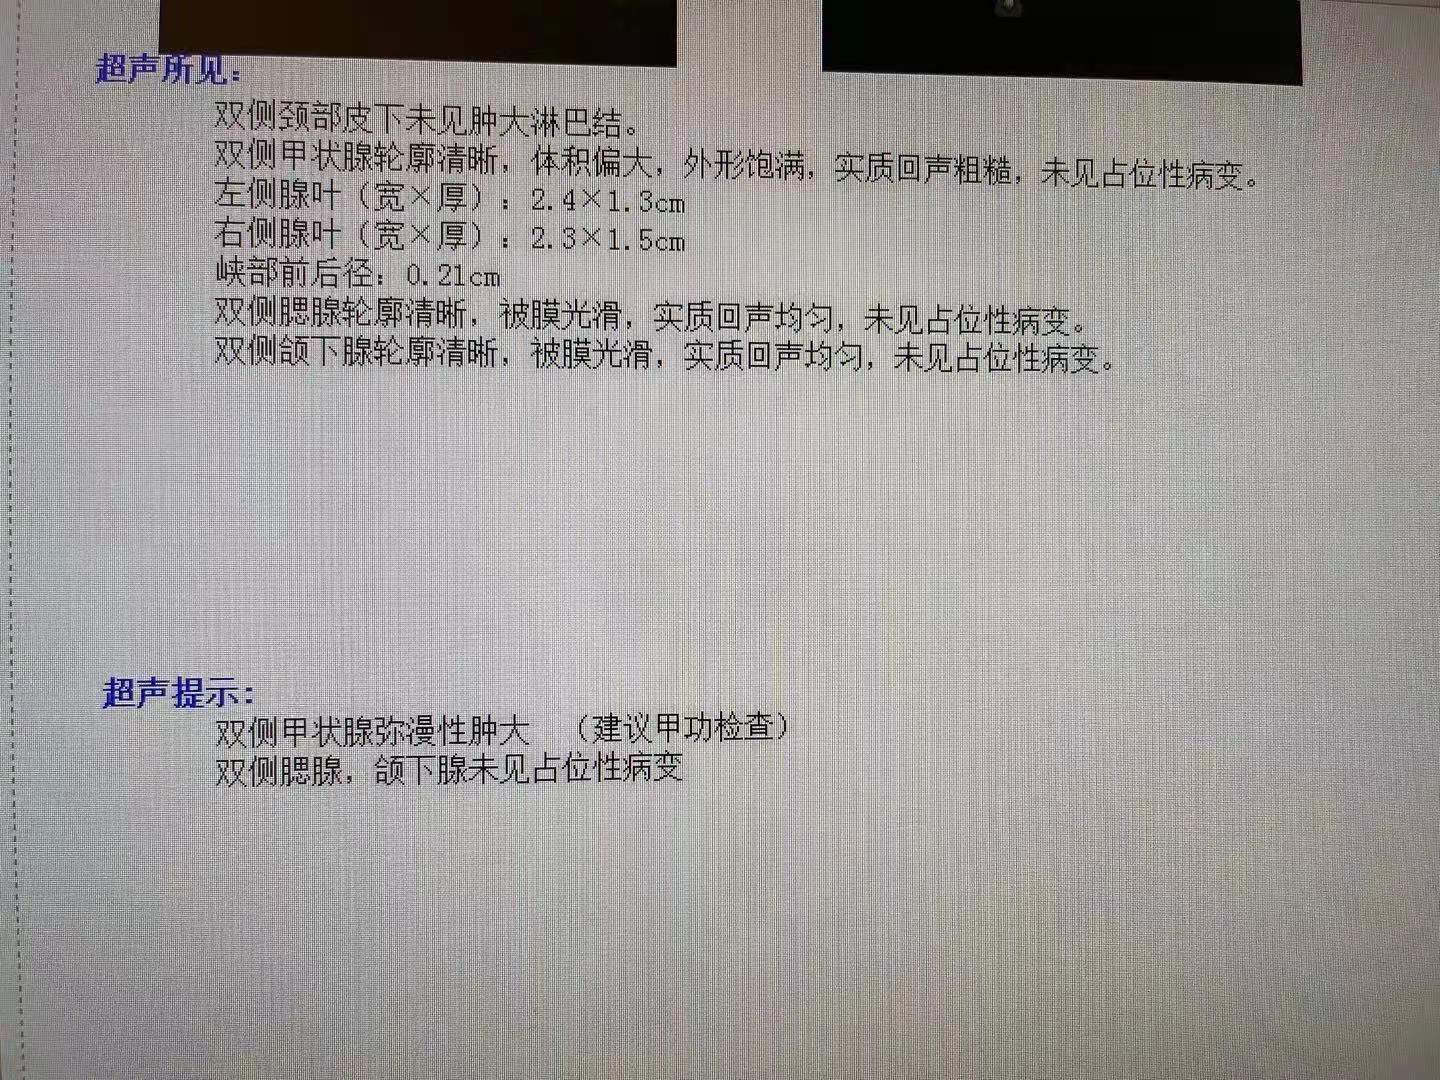 超声所见：
双侧颈部皮下未见肿大淋巴结。
双侧甲状腺轮廓清晰，体积偏大，外形饱满，实质回声粗糙，未见占位性病变。
左侧腺叶（宽×厚）：2.4×1.3cm
右侧腺叶（宽×厚）：2.3×1.5cm
峡部前后径：0.21cm
双侧腮腺轮廓清晰，被膜光滑，实质回声均匀，未见占位性病变。
双侧颌下腺轮廓清晰，被膜光滑，实质回声均匀，未见占位性病变。
超声提示：
双侧甲状腺弥漫性肿大　（建议甲功检查）
双侧腮腺，颌下腺未见占位性病变